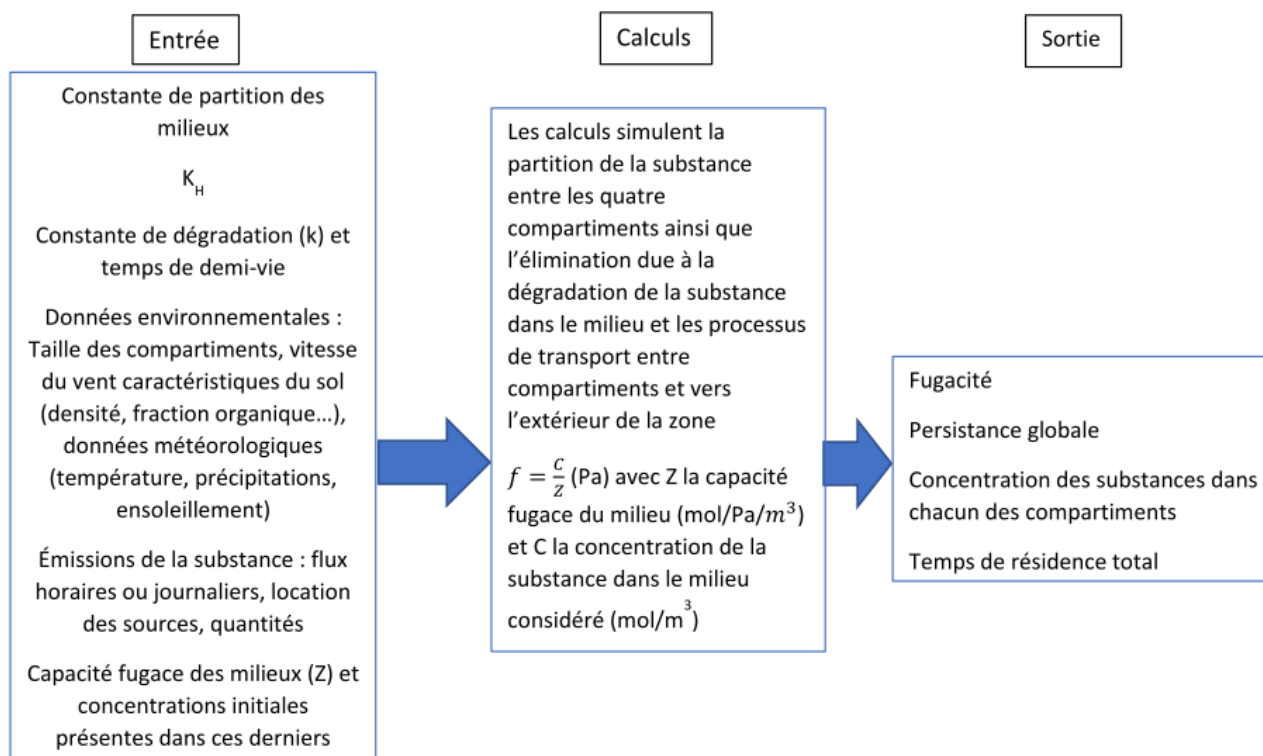 Entrée
Constante de partition des
milieux
K_H
Constante de dégradation (k) et
temps de demi-vie
Données environnementales :
Taille des compartiments, vitesse
du vent caractéristiques du sol
(densité, fraction organique…),
données météorologiques
(température, précipitations,
ensoleillement)
Émissions de la substance : flux
horaires ou journaliers, location
des sources, quantités
Capacité fugace des milieux (Z) et
concentrations initiales
présentes dans ces derniers
Calculs
Les calculs simulent la
partition de la substance
entre les quatre
compartiments ainsi que
l’élimination due à la
dégradation de la substance
dans le milieu et les processus
de transport entre
compartiments et vers
l’extérieur de la zone
f = C/Z (Pa) avec Z la capacité
fugace du milieu (mol/Pa/m³)
et C la concentration de la
substance dans le milieu
considéré (mol/m³)
Sortie
Fugacité
Persistance globale
Concentration des substances dans
chacun des compartiments
Temps de résidence total